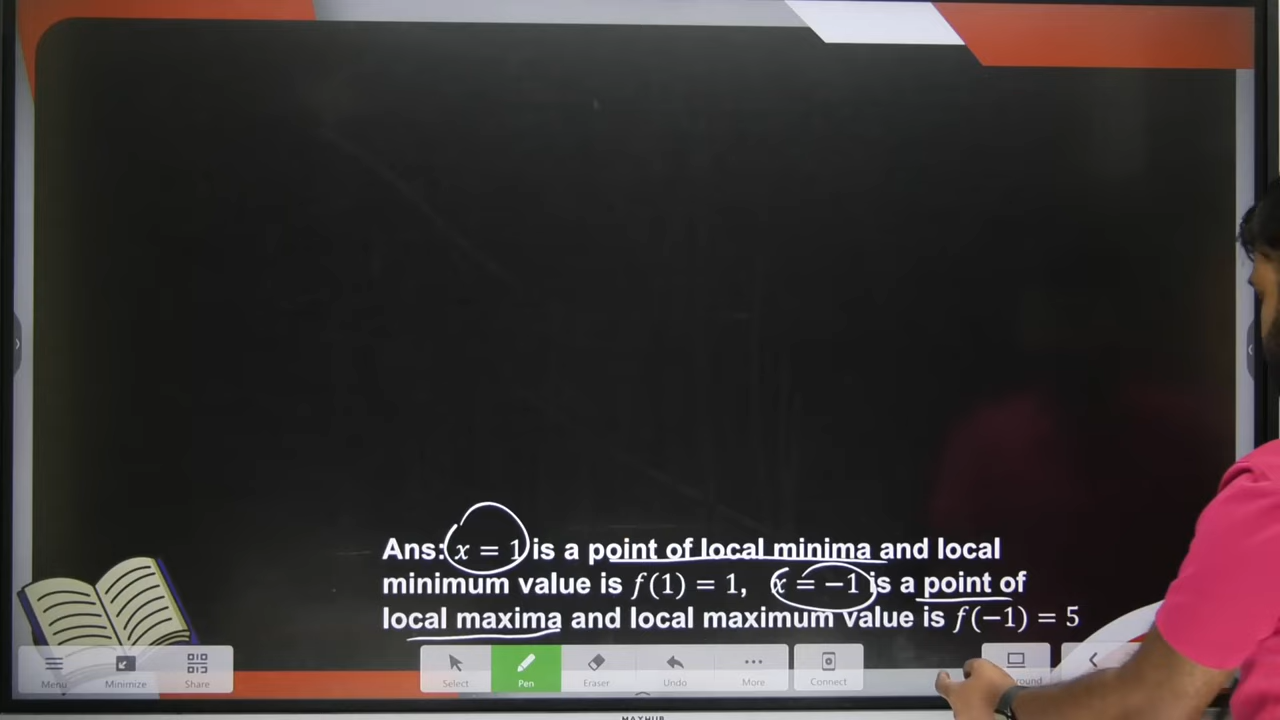 Ans: x = 1 is a point of local minima and local
minimum value is f(1) = 1, x = −1 is a point of
local maxima and local maximum value is f(−1) = 5
Menu
Minimize
Share
Select
Pen
Eraser
Undo
More
Connect
MAXHUB